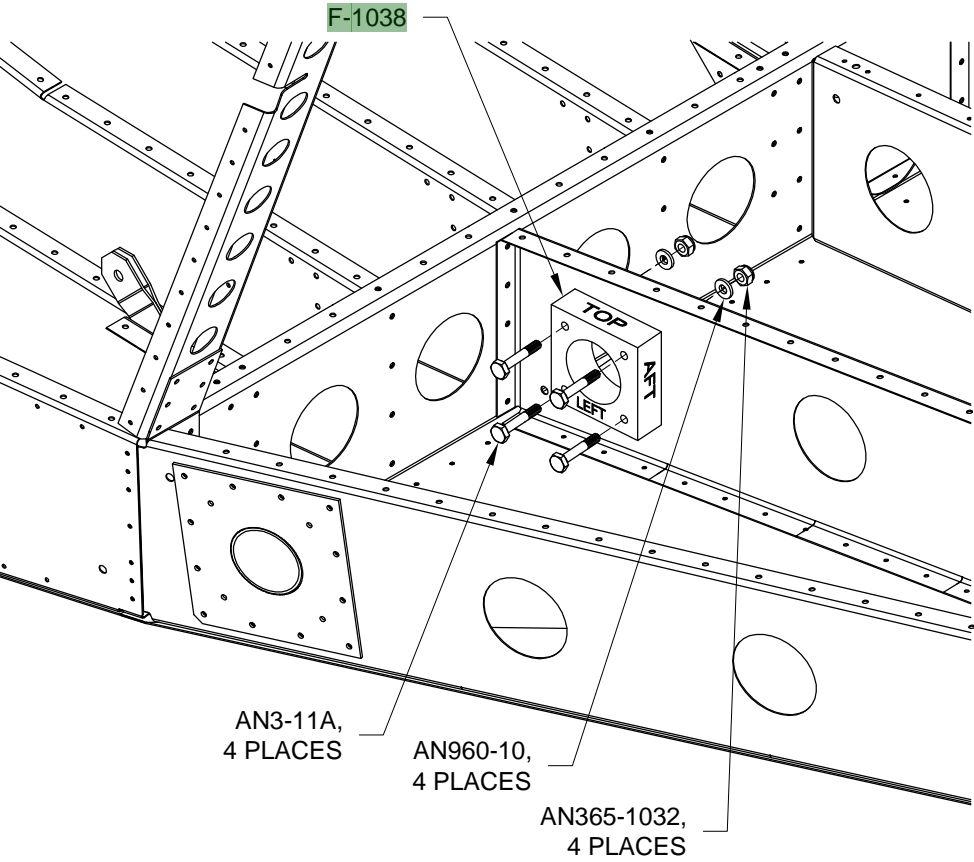 F-1038
TOP
AFT
LEFT
AN3-11A,
4 PLACES
AN960-10,
4 PLACES
AN365-1032,
4 PLACES